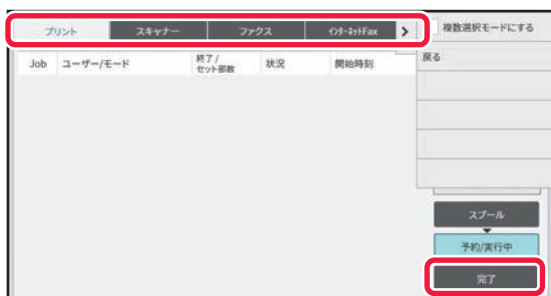 プリント スキャナー ファクス インターネットFax > 複数選択モードにする
Job ユーザー/モード 終了/ 状況 開始時刻 戻る
セット部数
スプール
予約/実行中
完了